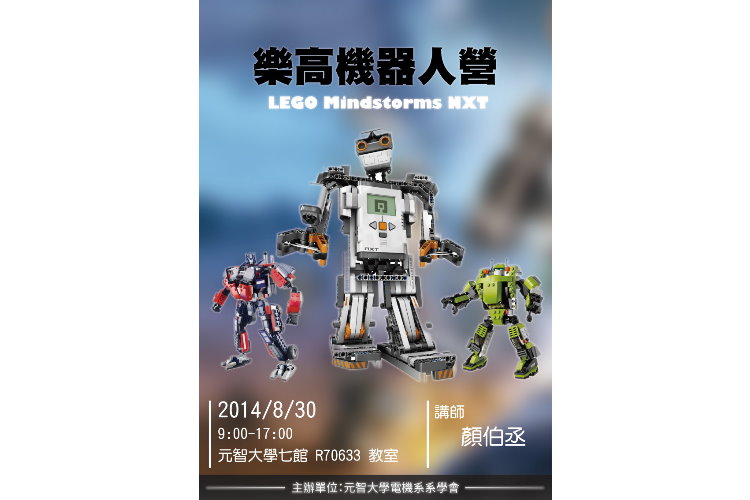 樂高機器人營
LEGO Mindstorms NXT
NXT
2014/8/30
9:00-17:00
元智大學七館 R70633 教室
講師
顏伯丞
主辦單位:元智大學電機系系學會